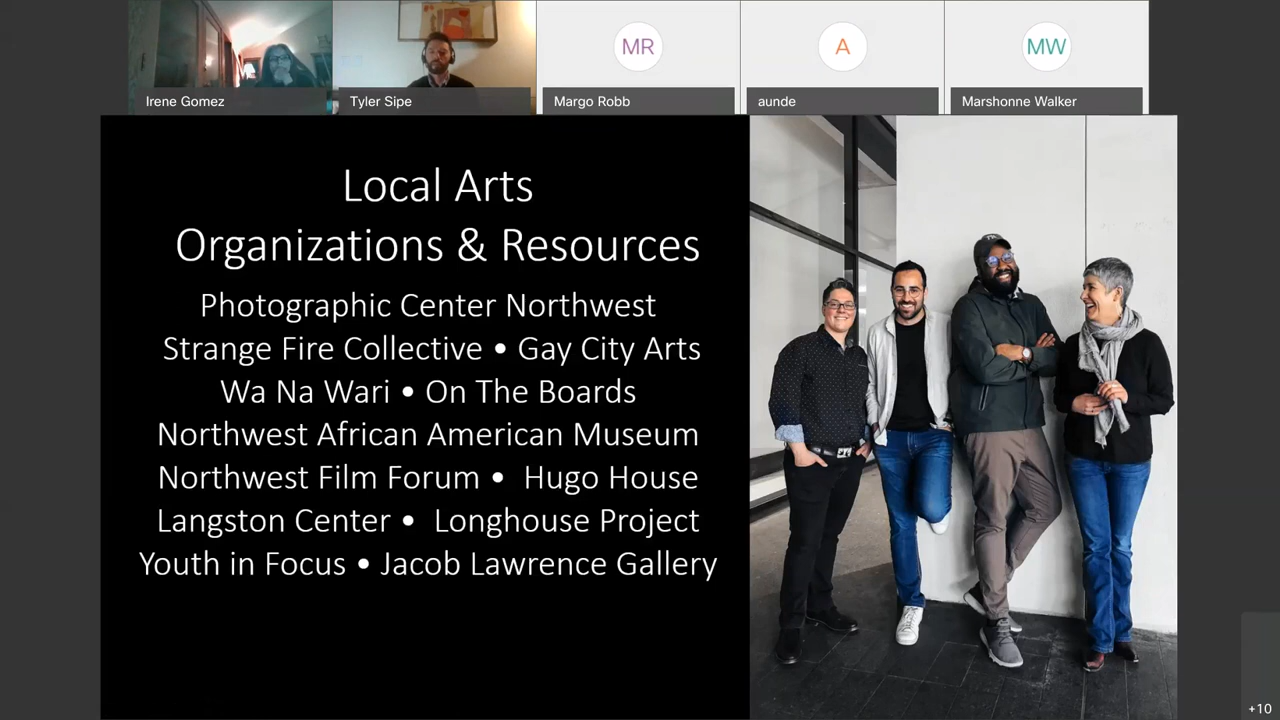 MR
A
MW
Irene Gomez
Tyler Sipe
Margo Robb
aunde
Marshonne Walker
Local Arts
Organizations & Resources
Photographic Center Northwest
Strange Fire Collective • Gay City Arts
Wa Na Wari • On The Boards
Northwest African American Museum
Northwest Film Forum • Hugo House
Langston Center • Longhouse Project
Youth in Focus • Jacob Lawrence Gallery
+10